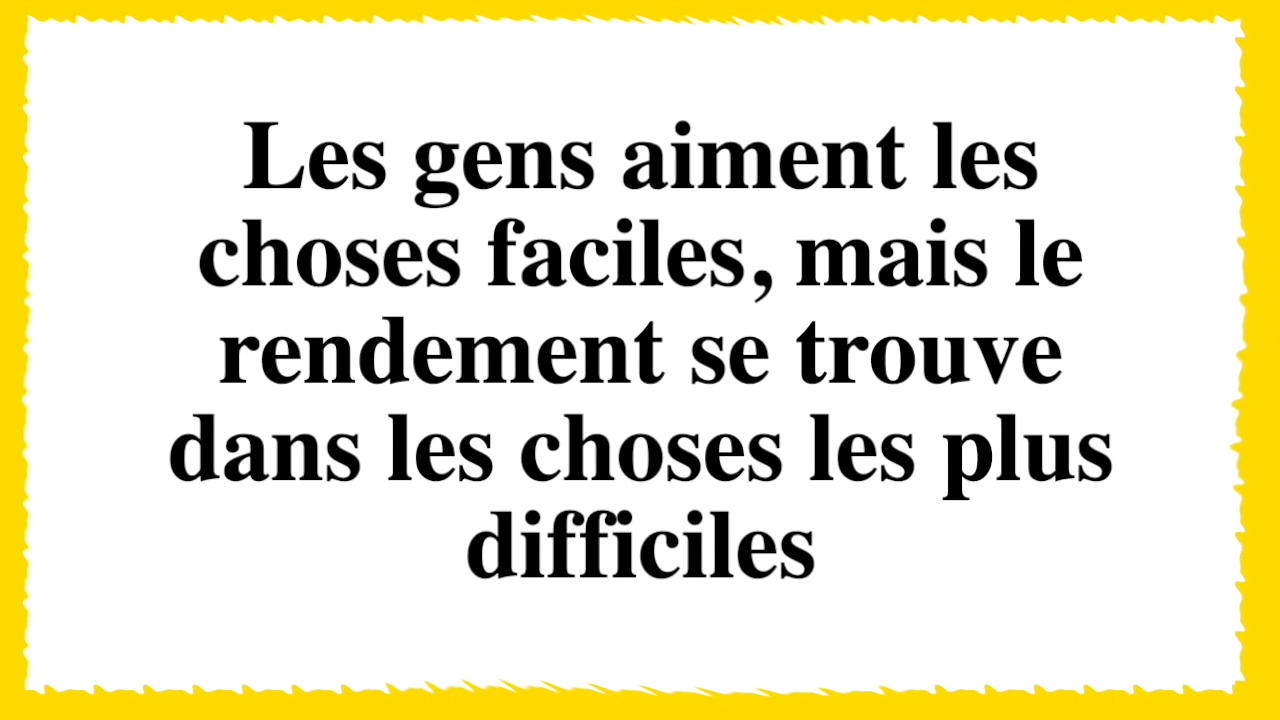 Les gens aiment les
choses faciles, mais le
rendement se trouve
dans les choses les plus
difficiles